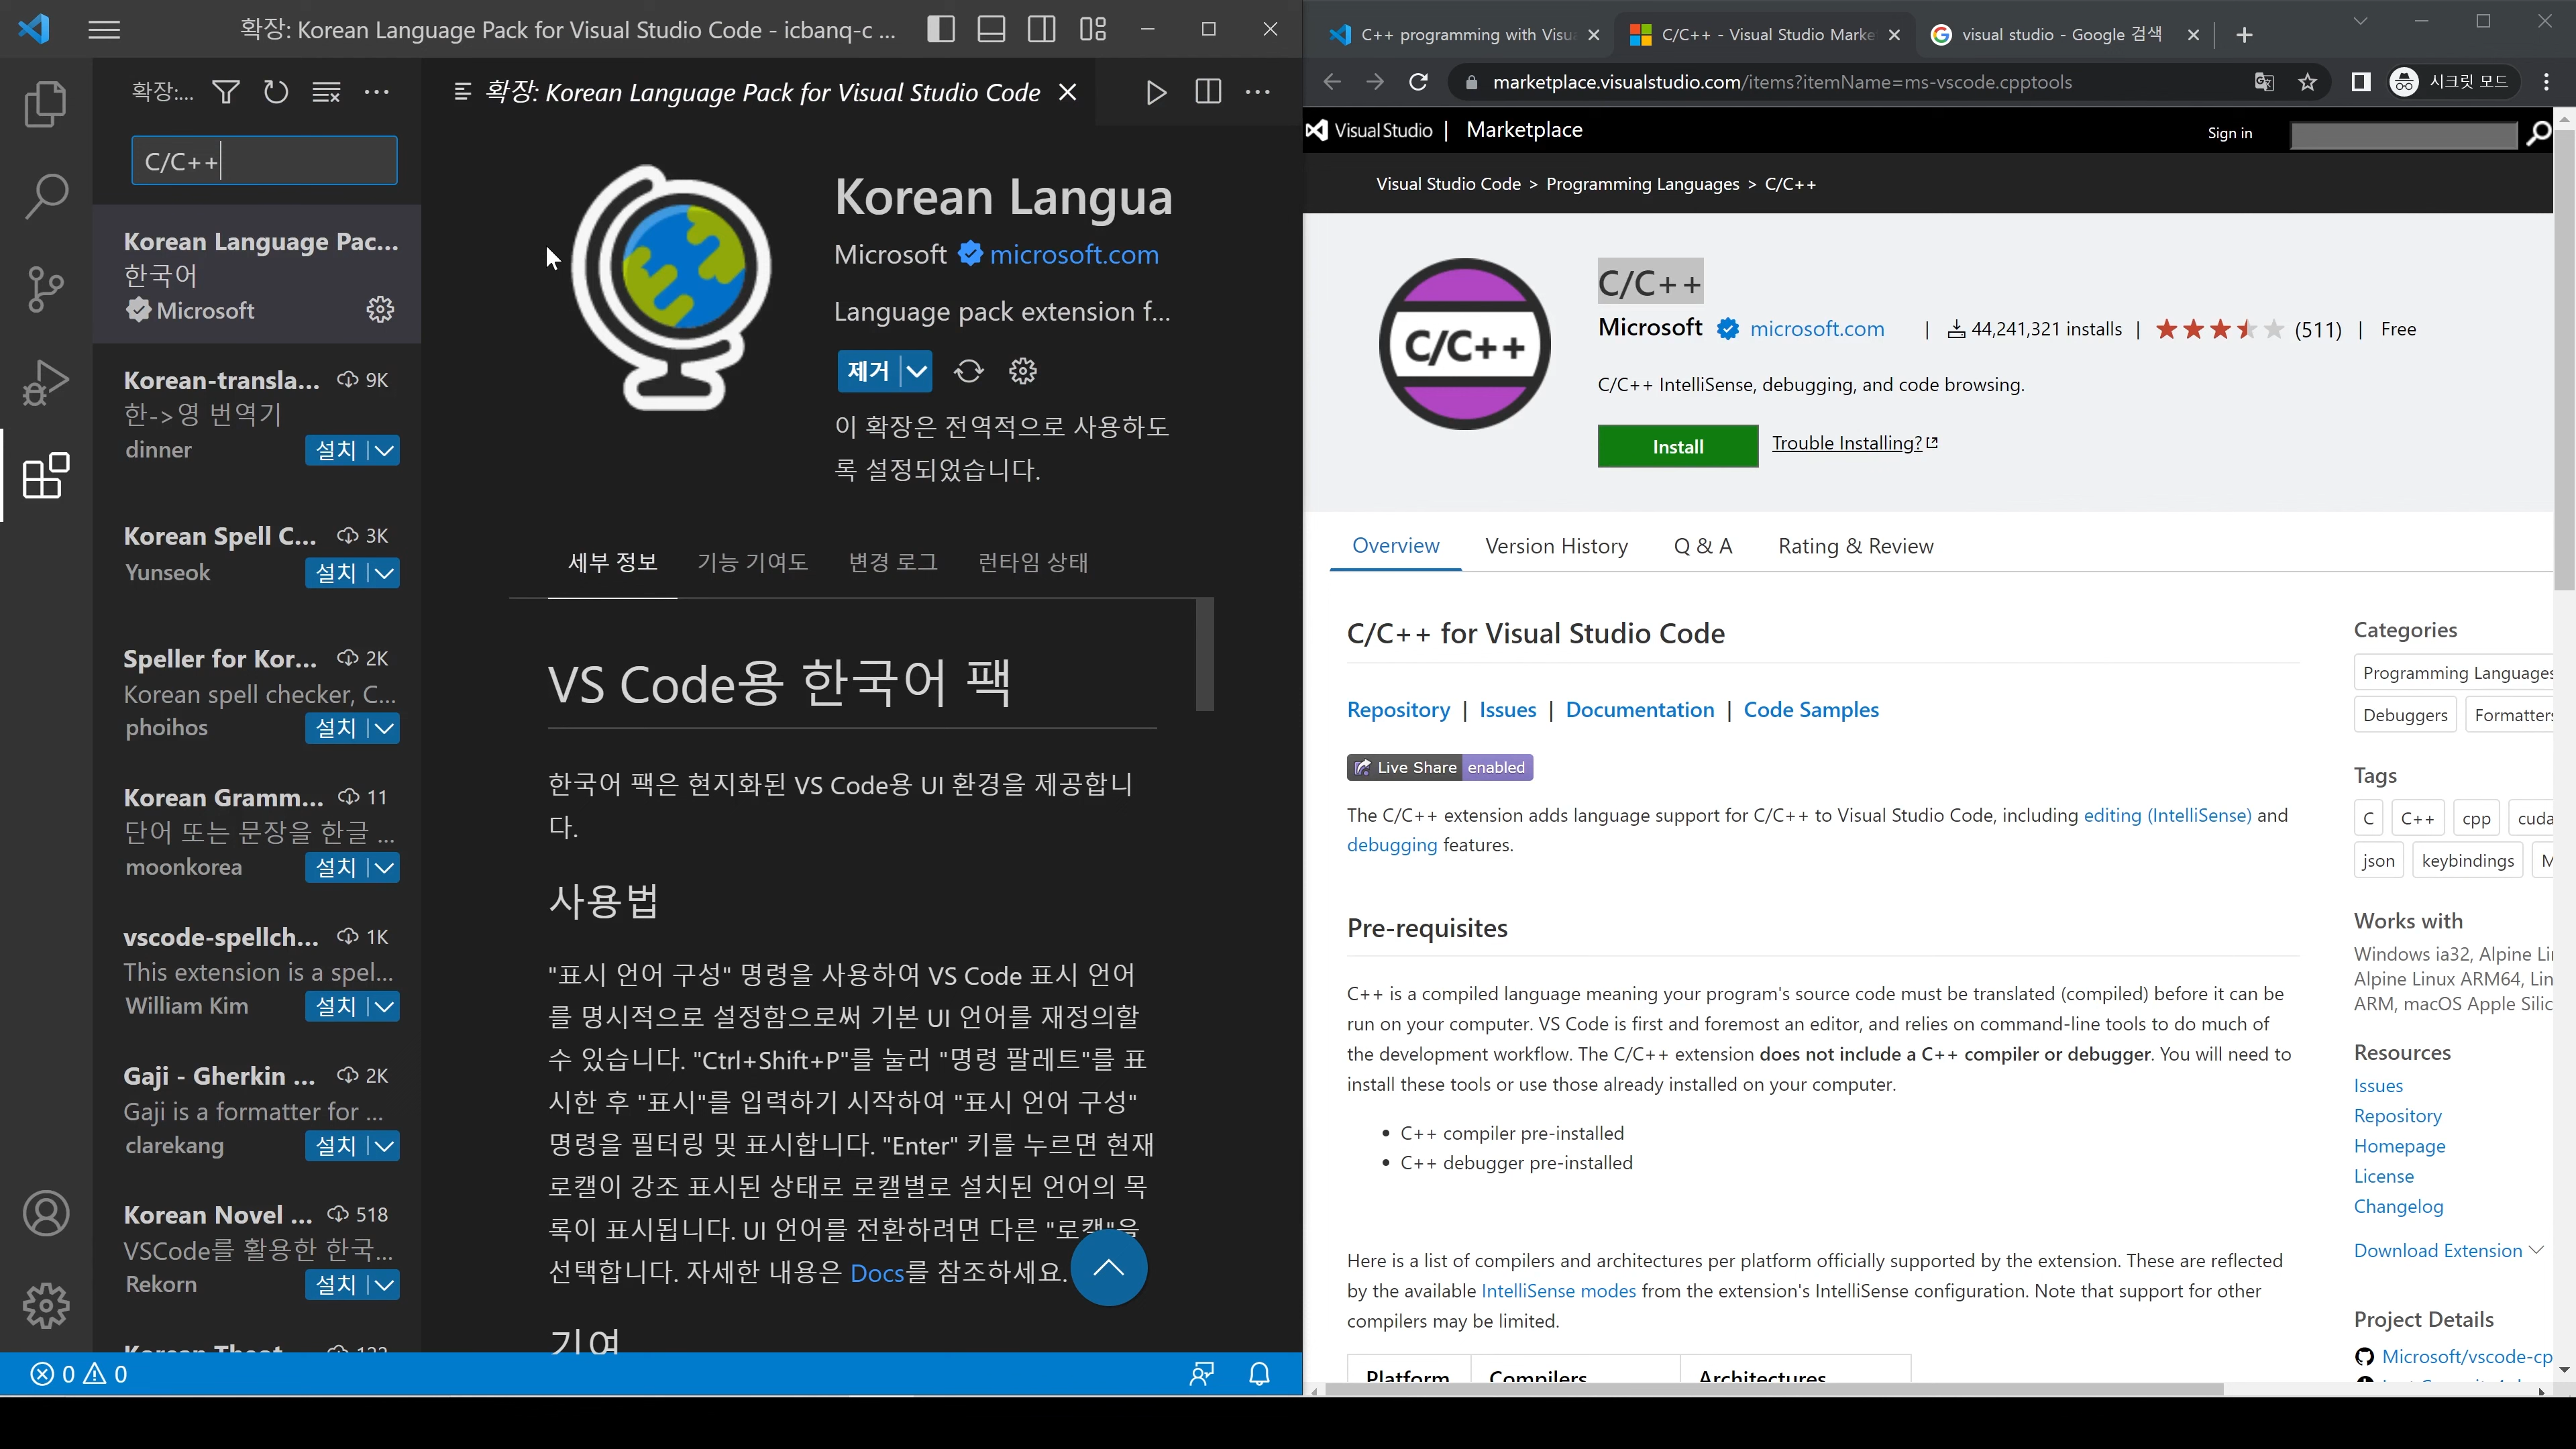 확장: Korean Language Pack for Visual Studio Code - icbanq-c ...
확장:...
C/C++
Korean Language Pac...
한국어
Microsoft
Korean-transla... 9K
한->영 번역기
dinner 설치
Korean Spell C... 3K
Yunseok 설치
Speller for Kor... 2K
Korean spell checker, C...
phoihos 설치
Korean Gramm... 11
단어 또는 문장을 한글 ...
moonkorea 설치
vscode-spellch... 1K
This extension is a spel...
William Kim 설치
Gaji - Gherkin ... 2K
Gaji is a formatter for ...
clarekang 설치
Korean Novel ... 518
VSCode를 활용한 한국...
Rekorn 설치
0 0
확장: Korean Language Pack for Visual Studio Code
Korean Langua
Microsoft microsoft.com
Language pack extension f...
제거
이 확장은 전역적으로 사용하도
록 설정되었습니다.
세부 정보 기능 기여도 변경 로그 런타임 상태
VS Code용 한국어 팩
한국어 팩은 현지화된 VS Code용 UI 환경을 제공합니
다.
사용법
"표시 언어 구성" 명령을 사용하여 VS Code 표시 언어
를 명시적으로 설정함으로써 기본 UI 언어를 재정의할
수 있습니다. "Ctrl+Shift+P"를 눌러 "명령 팔레트"를 표
시한 후 "표시"를 입력하기 시작하여 "표시 언어 구성"
명령을 필터링 및 표시합니다. "Enter" 키를 누르면 현재
로캘이 강조 표시된 상태로 로캘별로 설치된 언어의 목
록이 표시됩니다. UI 언어를 전환하려면 다른 "로캘"을
선택합니다. 자세한 내용은 Docs를 참조하세요.
기여
C++ programming with Visu
C/C++ - Visual Studio Marke
visual studio - Google 검색
marketplace.visualstudio.com/items?itemName=ms-vscode.cpptools
시크릿 모드
Visual Studio | Marketplace
Sign in
Visual Studio Code > Programming Languages > C/C++
C/C++
C/C++
Microsoft microsoft.com | 44,241,321 installs | (511) | Free
C/C++ IntelliSense, debugging, and code browsing.
Install Trouble Installing?
Overview Version History Q & A Rating & Review
C/C++ for Visual Studio Code
Repository | Issues | Documentation | Code Samples
Live Share enabled
The C/C++ extension adds language support for C/C++ to Visual Studio Code, including editing (IntelliSense) and
debugging features.
Pre-requisites
C++ is a compiled language meaning your program's source code must be translated (compiled) before it can be
run on your computer. VS Code is first and foremost an editor, and relies on command-line tools to do much of
the development workflow. The C/C++ extension does not include a C++ compiler or debugger. You will need to
install these tools or use those already installed on your computer.
• C++ compiler pre-installed
• C++ debugger pre-installed
Here is a list of compilers and architectures per platform officially supported by the extension. These are reflected
by the available IntelliSense modes from the extension's IntelliSense configuration. Note that support for other
compilers may be limited.
Platform Compilers Architectures
Categories
Programming Languages
Debuggers Formatters
Tags
C C++ cpp cuda
json keybindings M
Works with
Windows ia32, Alpine Li
Alpine Linux ARM64, Lin
ARM, macOS Apple Silic
Resources
Issues
Repository
Homepage
License
Changelog
Download Extension
Project Details
Microsoft/vscode-cp